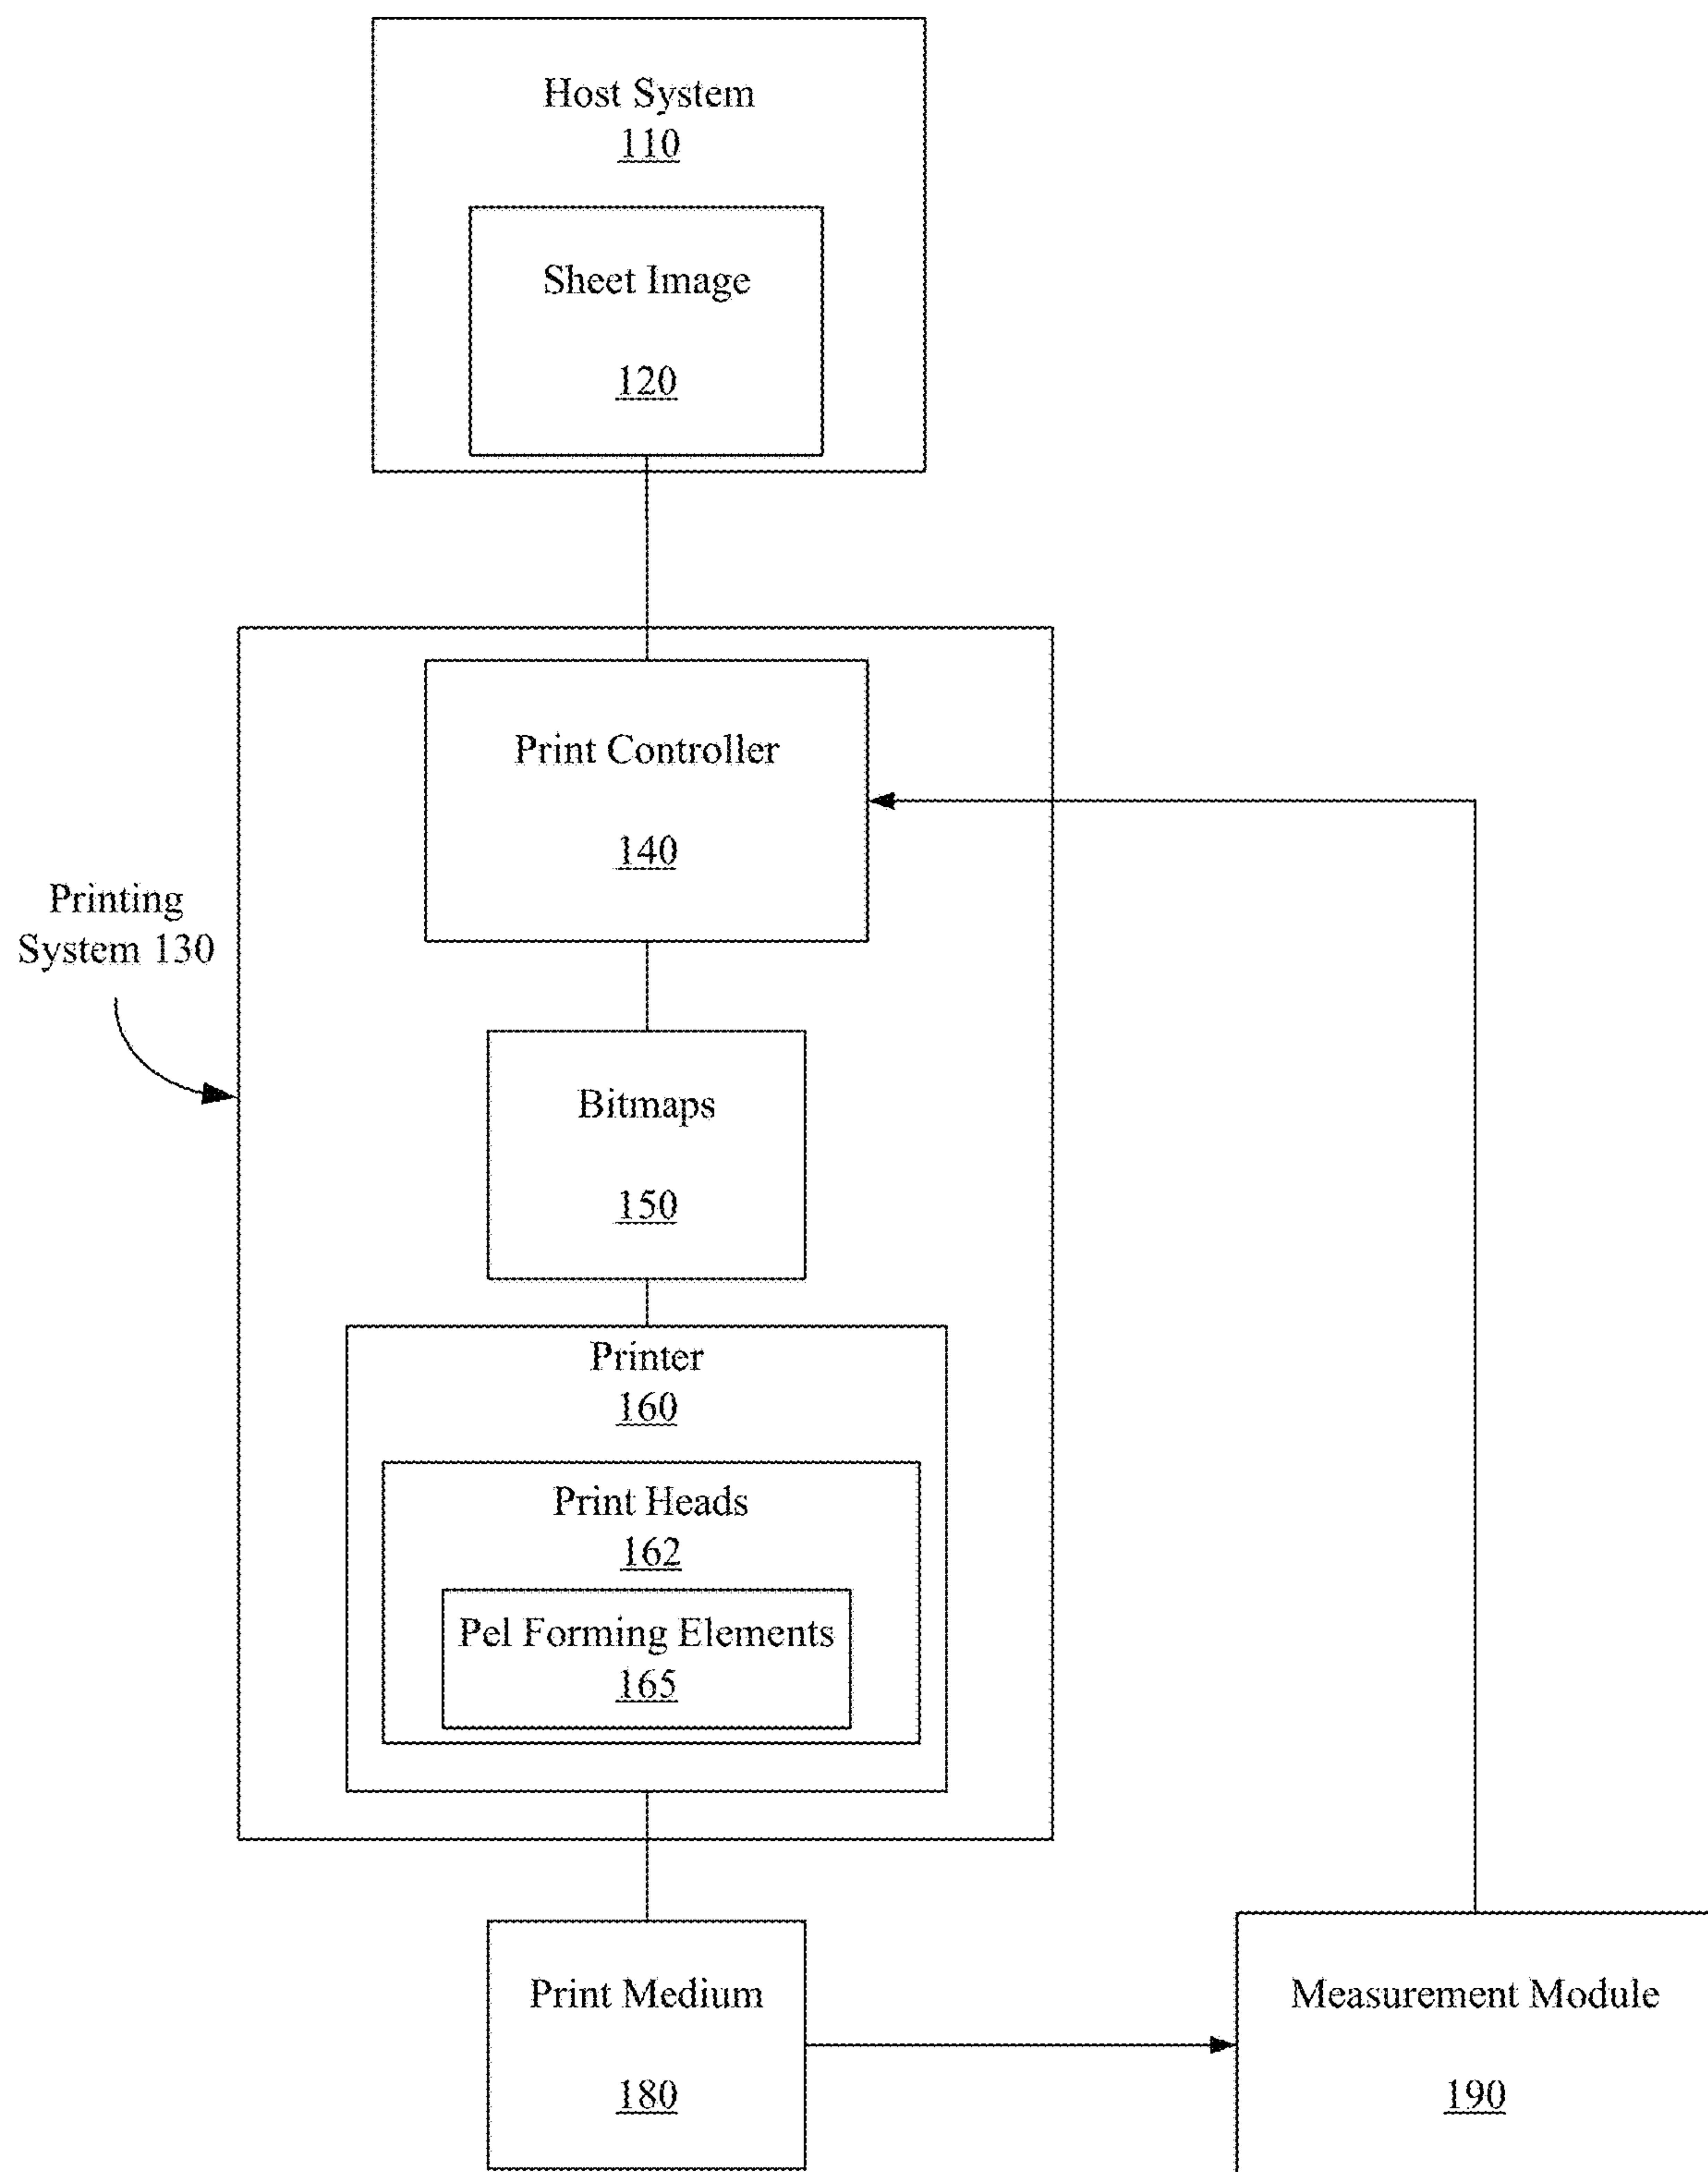 Host System
110
Sheet Image
120
Print Controller
140
Printing
System 130
Bitmaps
150
Printer
160
Print Heads
162
Pel Forming Elements
165
Print Medium
180
Measurement Module
190